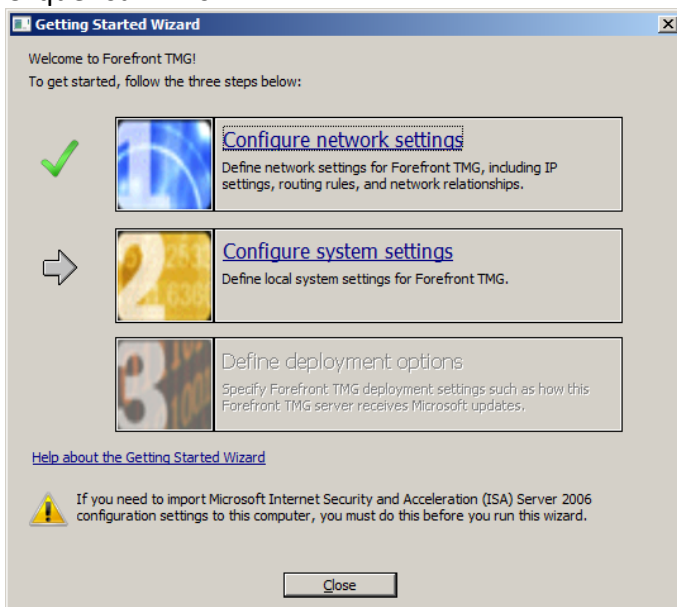 Getting Started Wizard
Welcome to Forefront TMG!
To get started, follow the three steps below:
1
Configure network settings
Define network settings for Forefront TMG, including IP
settings, routing rules, and network relationships.
2
Configure system settings
Define local system settings for Forefront TMG.
3
Define deployment options
Specify Forefront TMG deployment settings such as how this
Forefront TMG server receives Microsoft updates.
Help about the Getting Started Wizard
If you need to import Microsoft Internet Security and Acceleration (ISA) Server 2006
configuration settings to this computer, you must do this before you run this wizard.
Close